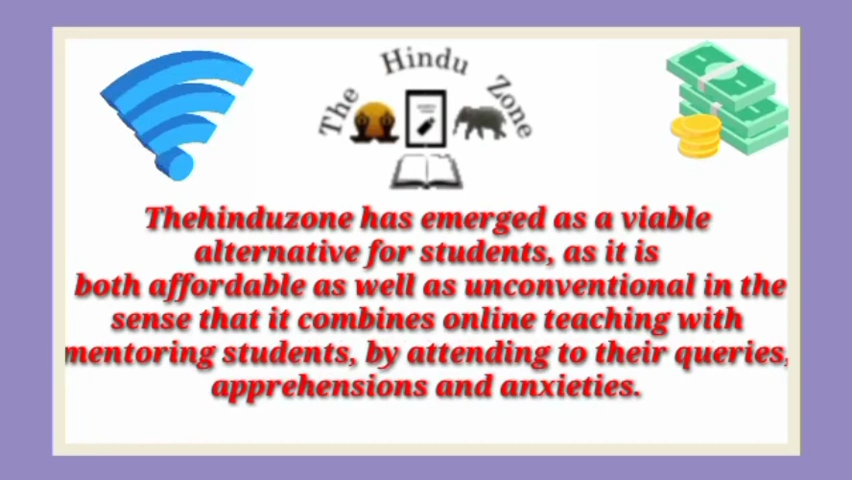 The Hindu Zone
Thehinduzone has emerged as a viable
alternative for students, as it is
both affordable as well as unconventional in the
sense that it combines online teaching with
mentoring students, by attending to their queries,
apprehensions and anxieties.